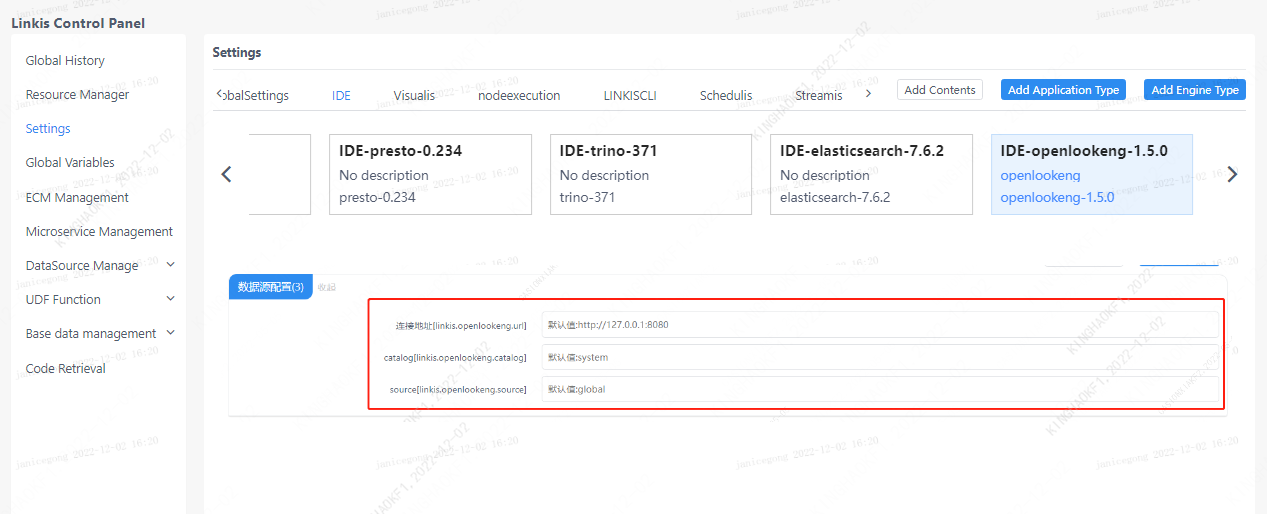 Linkis Control Panel
Global History
Resource Manager
Settings
Global Variables
ECM Management
Microservice Management
DataSource Manage
UDF Function
Base data management
Code Retrieval
Settings
obalSettings IDE Visualis nodeexecution LINKISCLI Schedulis Streamis
Add Contents Add Application Type Add Engine Type
IDE-presto-0.234
No description
presto-0.234
IDE-trino-371
No description
trino-371
IDE-elasticsearch-7.6.2
No description
elasticsearch-7.6.2
IDE-openlookeng-1.5.0
openlookeng
openlookeng-1.5.0
数据源配置(3) 收起
连接地址[linkis.openlookeng.url] 默认值:http://127.0.0.1:8080
catalog[linkis.openlookeng.catalog] 默认值:system
source[linkis.openlookeng.source] 默认值:global